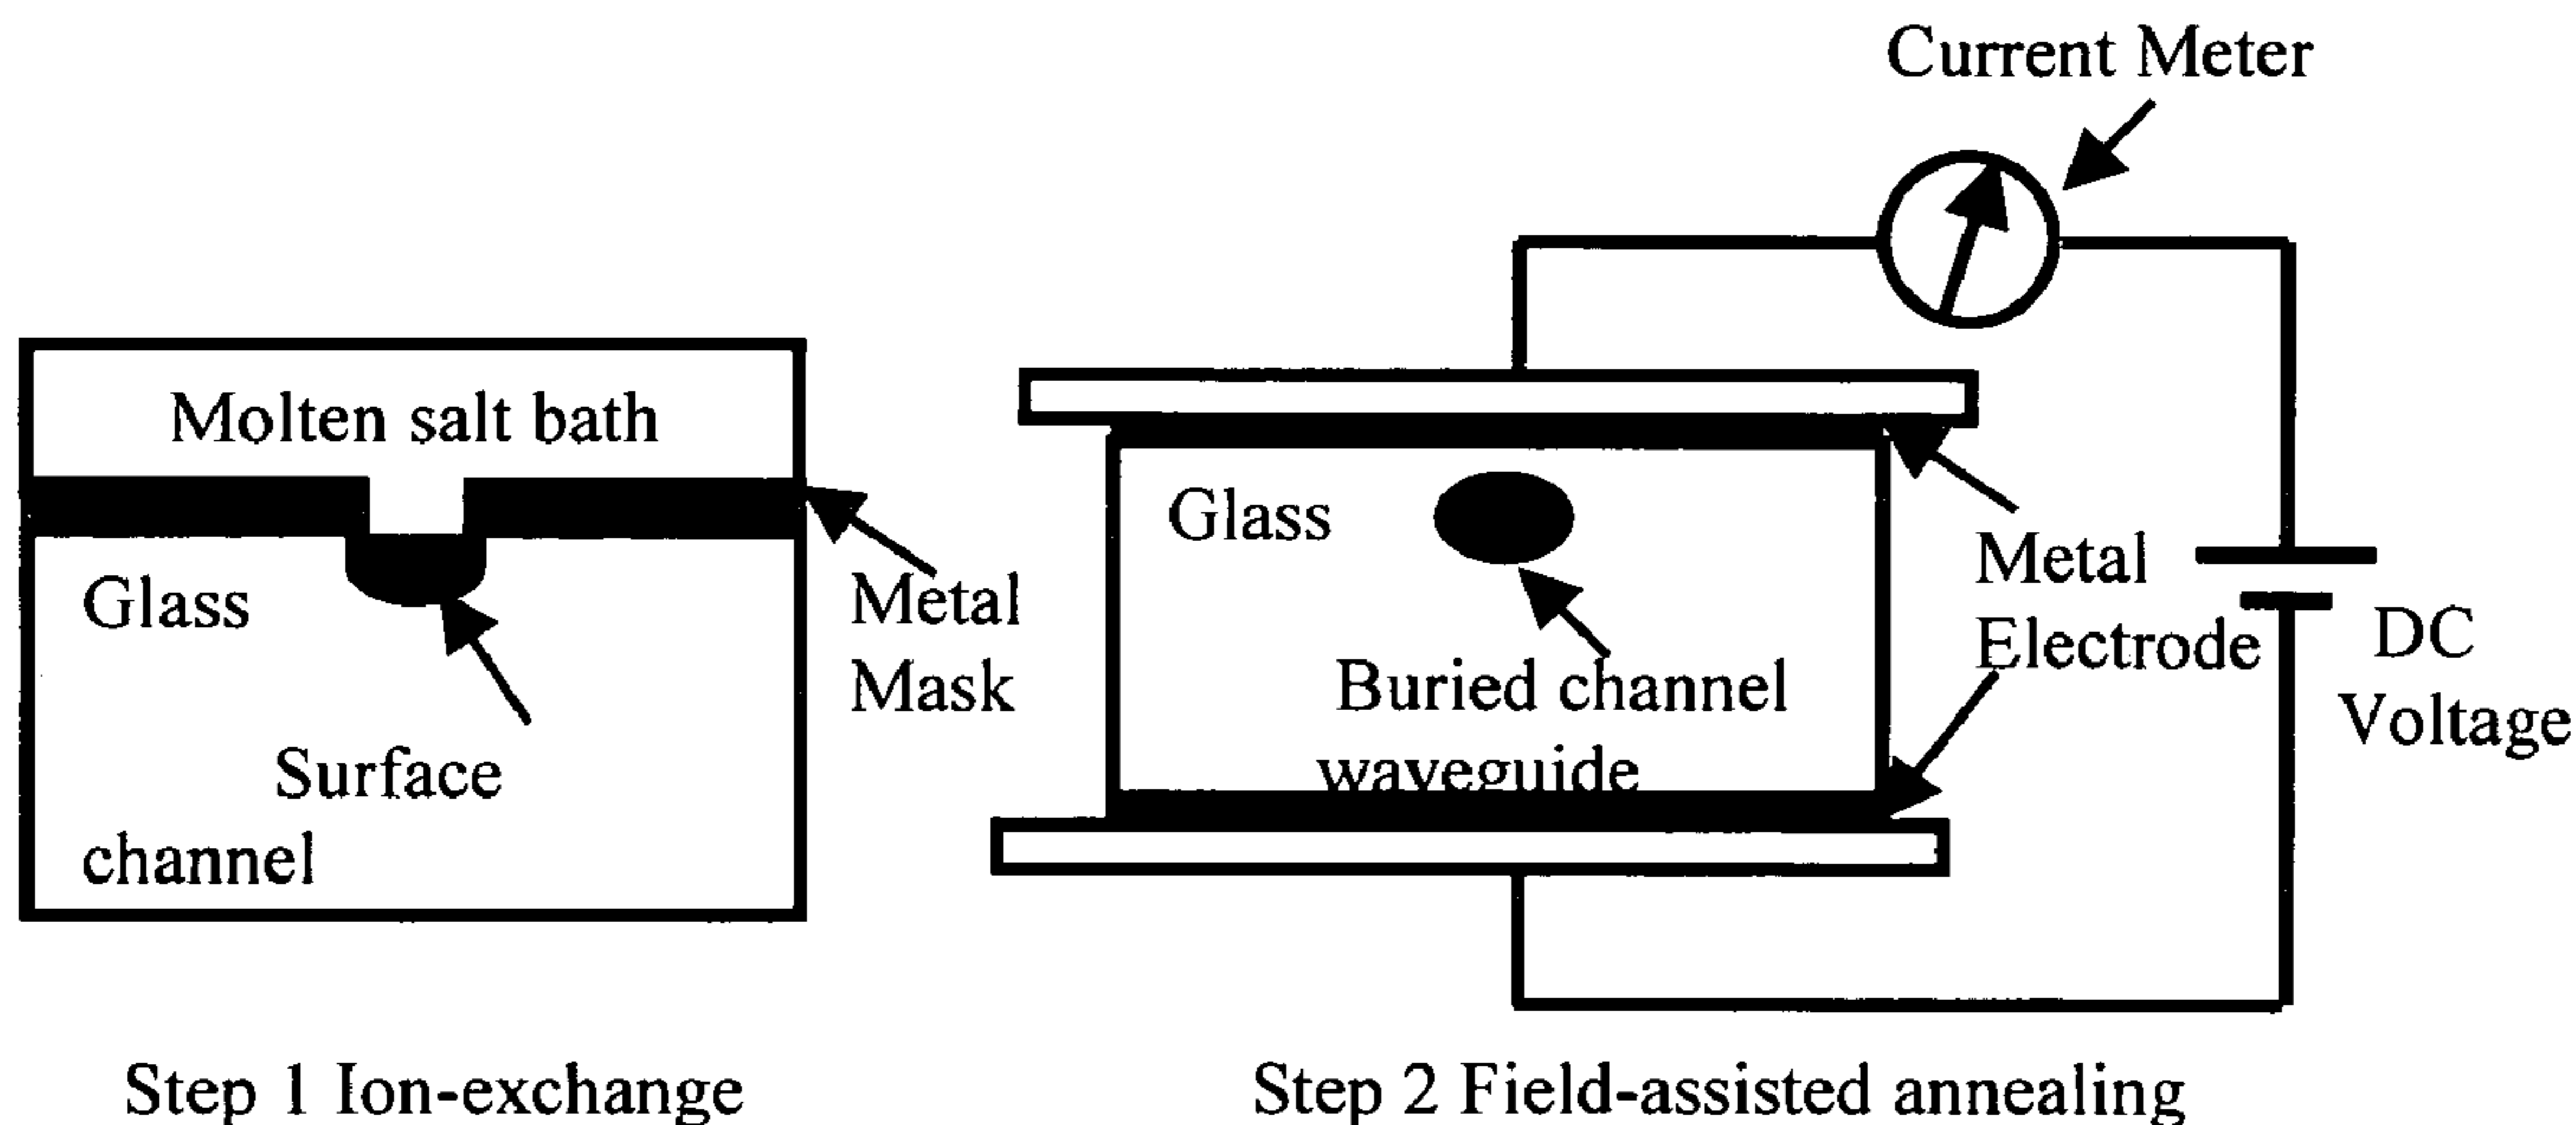 Current Meter
Molten salt bath
Glass
Metal
Mask
Surface
channel
Glass
Buried channel
waveguide
Metal
Electrode
DC
Voltage
Step 1 Ion-exchange
Step 2 Field-assisted annealing